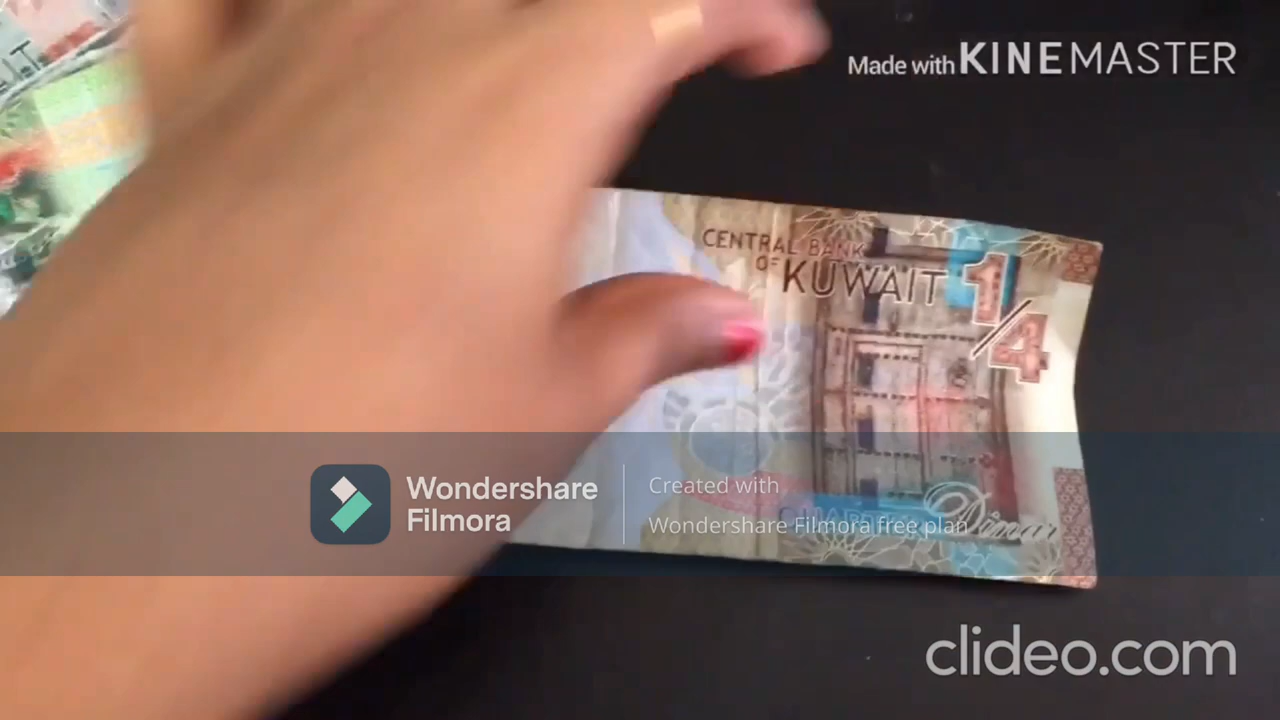 Made with KINEMASTER
CENTRAL BANK
OF KUWAIT
1/4
Wondershare
Filmora
Created with
Wondershare Filmora free plan
QUARTER Dinar
clideo.com